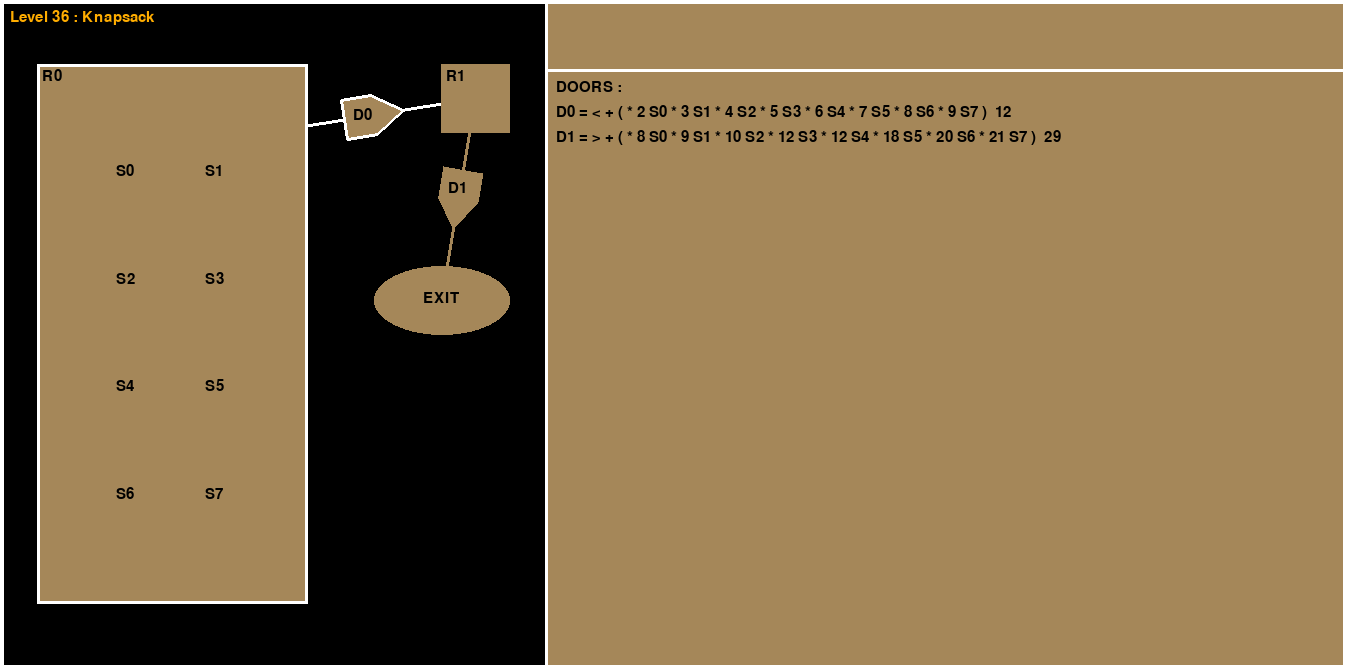 Level 36 : Knapsack
R0
R1
D0
S0 S1
D1
S2 S3
EXIT
S4 S5
S6 S7
DOORS :
D0 = < + ( * 2 S0 * 3 S1 * 4 S2 * 5 S3 * 6 S4 * 7 S5 * 8 S6 * 9 S7 ) 12
D1 = > + ( * 8 S0 * 9 S1 * 10 S2 * 12 S3 * 12 S4 * 18 S5 * 20 S6 * 21 S7 ) 29